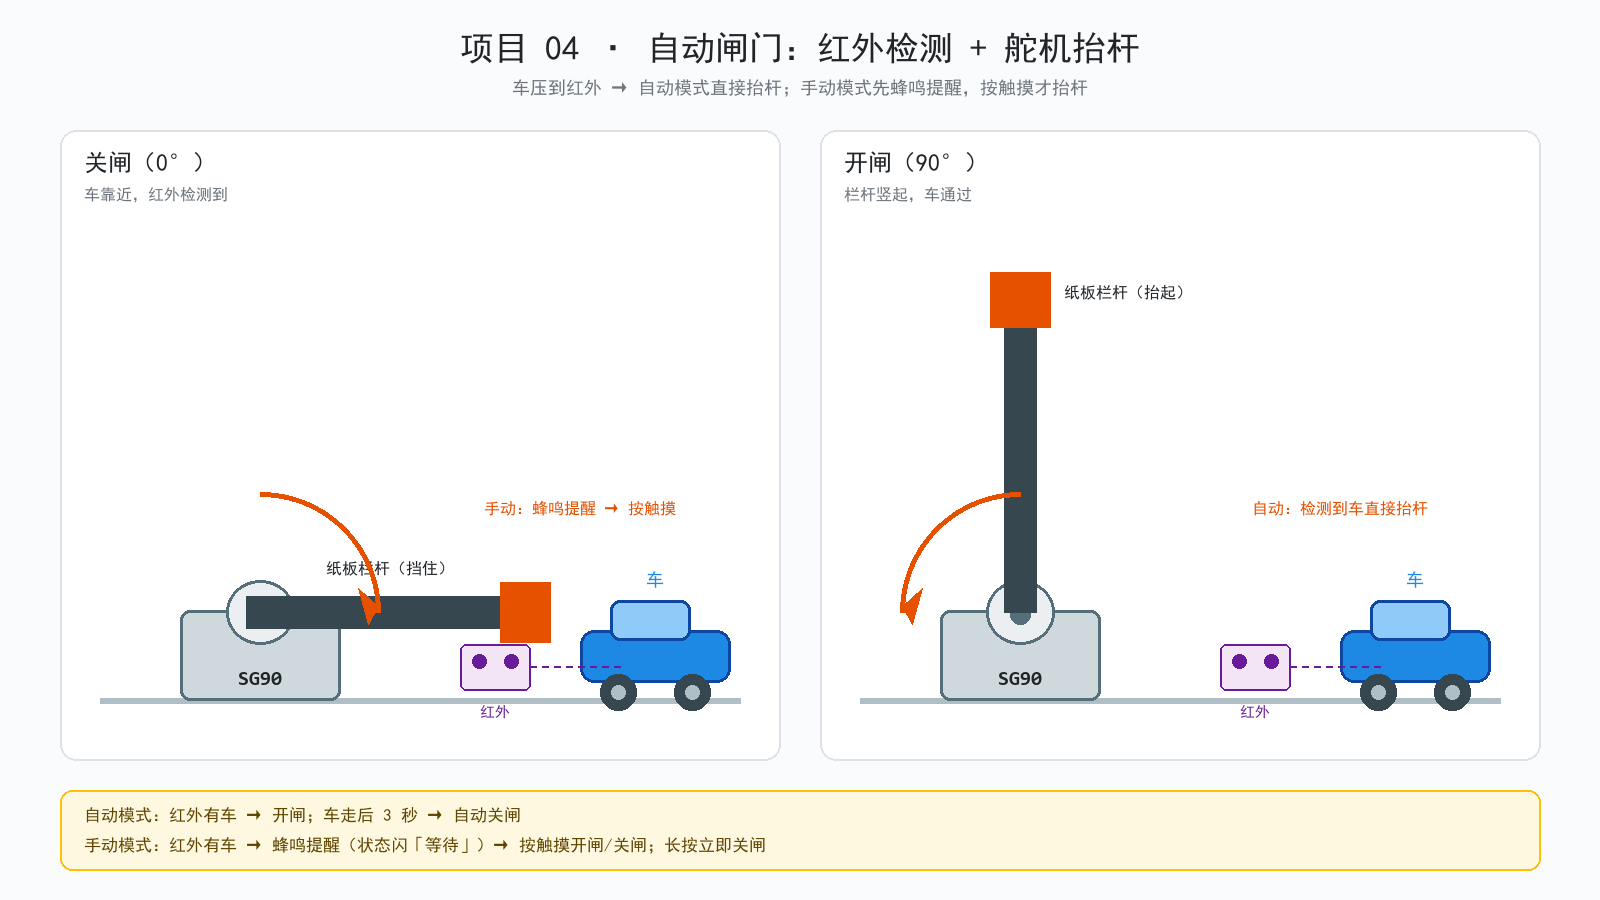 项目 04 · 自动闸门：红外检测 + 舵机抬杆
车压到红外 → 自动模式直接抬杆；手动模式先蜂鸣提醒，按触摸才抬杆
关闸（0°）
车靠近，红外检测到
手动：蜂鸣提醒 → 按触摸
纸板栏杆（挡住）
车
SG90
红外
开闸（90°）
栏杆竖起，车通过
纸板栏杆（抬起）
自动：检测到车直接抬杆
车
SG90
红外
自动模式：红外有车 → 开闸；车走后 3 秒 → 自动关闸
手动模式：红外有车 → 蜂鸣提醒（状态闪「等待」）→ 按触摸开闸/关闸；长按立即关闸